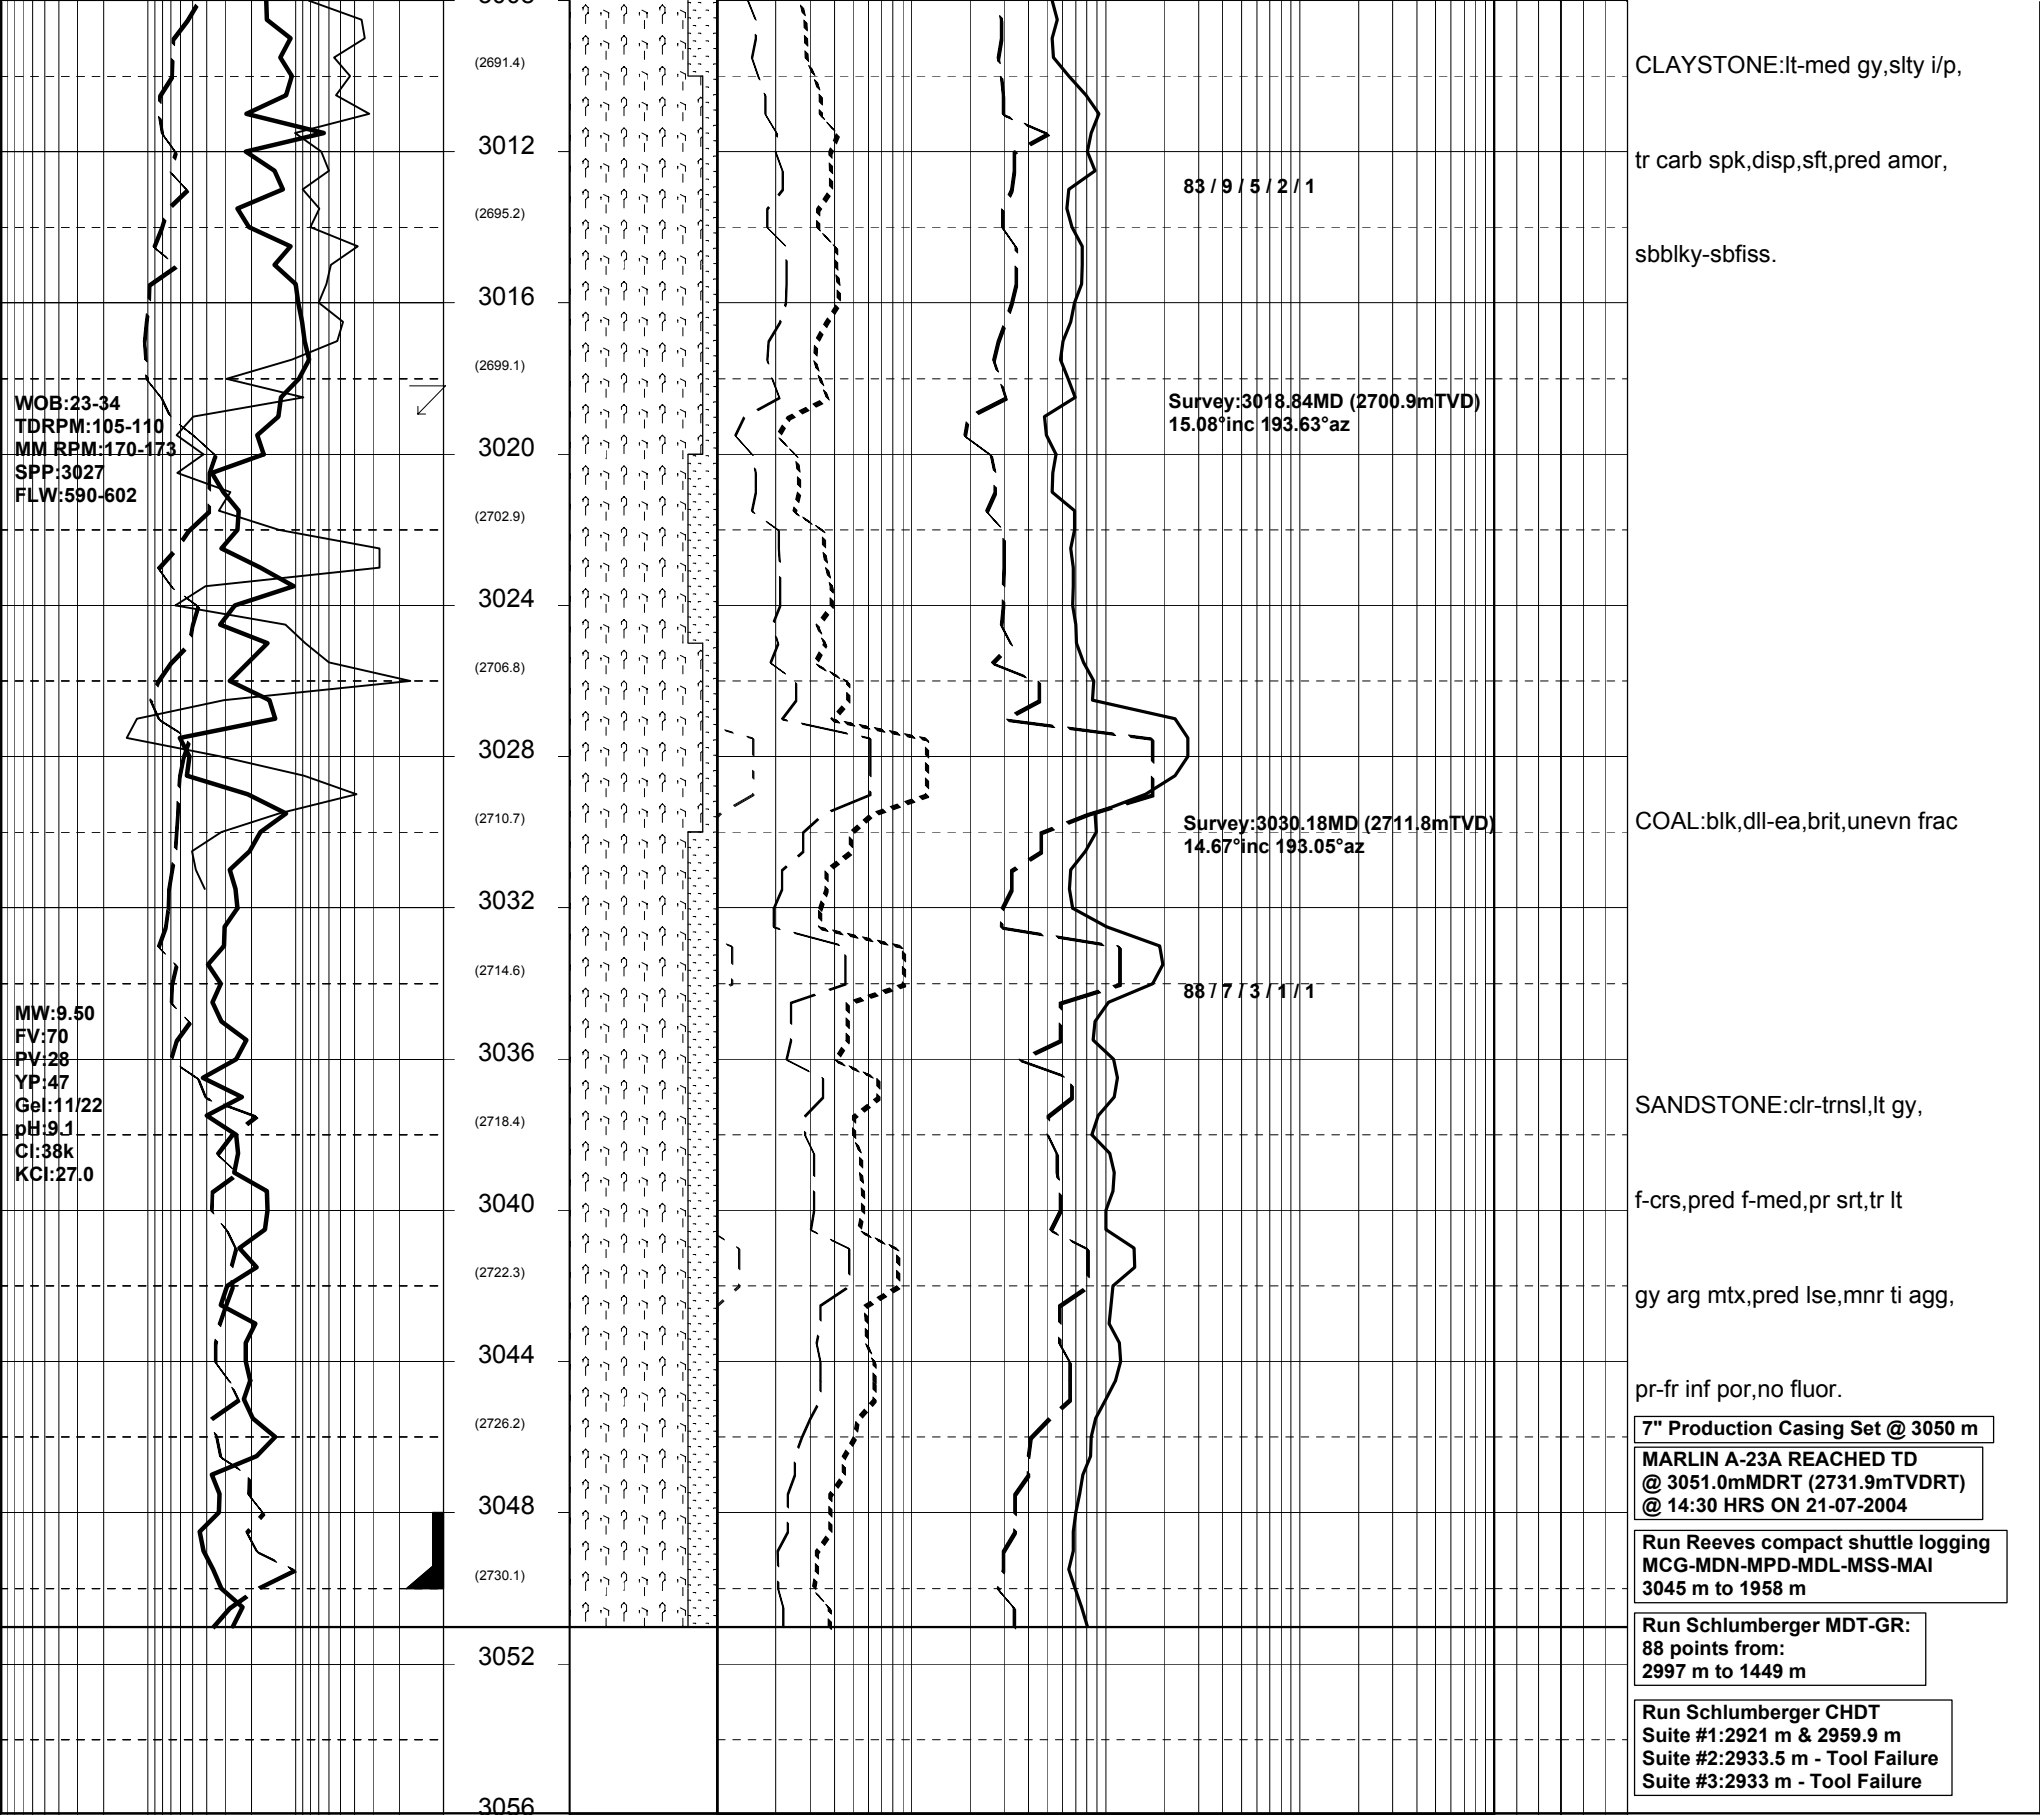 WOB:23-34
TDRPM:105-110
MM RPM:170-173
SPP:3027
FLW:590-602
MW:9.50
FV:70
PV:28
YP:47
Gel:11/22
pH:9.1
Cl:38k
KCl:27.0
(2691.4)
3012
(2695.2)
3016
(2699.1)
3020
(2702.9)
3024
(2706.8)
3028
(2710.7)
3032
(2714.6)
3036
(2718.4)
3040
(2722.3)
3044
(2726.2)
3048
(2730.1)
3052
3056
83 / 9 / 5 / 2 / 1
Survey:3018.84MD (2700.9mTVD)
15.08°inc 193.63°az
Survey:3030.18MD (2711.8mTVD)
14.67°inc 193.05°az
88 / 7 / 3 / 1 / 1
CLAYSTONE:lt-med gy,slty i/p,
tr carb spk,disp,sft,pred amor,
sbblky-sbfiss.
COAL:blk,dll-ea,brit,unevn frac
SANDSTONE:clr-trnsl,lt gy,
f-crs,pred f-med,pr srt,tr lt
gy arg mtx,pred lse,mnr ti agg,
pr-fr inf por,no fluor.
7" Production Casing Set @ 3050 m
MARLIN A-23A REACHED TD
@ 3051.0mMDRT (2731.9mTVDRT)
@ 14:30 HRS ON 21-07-2004
Run Reeves compact shuttle logging
MCG-MDN-MPD-MDL-MSS-MAI
3045 m to 1958 m
Run Schlumberger MDT-GR:
88 points from:
2997 m to 1449 m
Run Schlumberger CHDT
Suite #1:2921 m & 2959.9 m
Suite #2:2933.5 m - Tool Failure
Suite #3:2933 m - Tool Failure